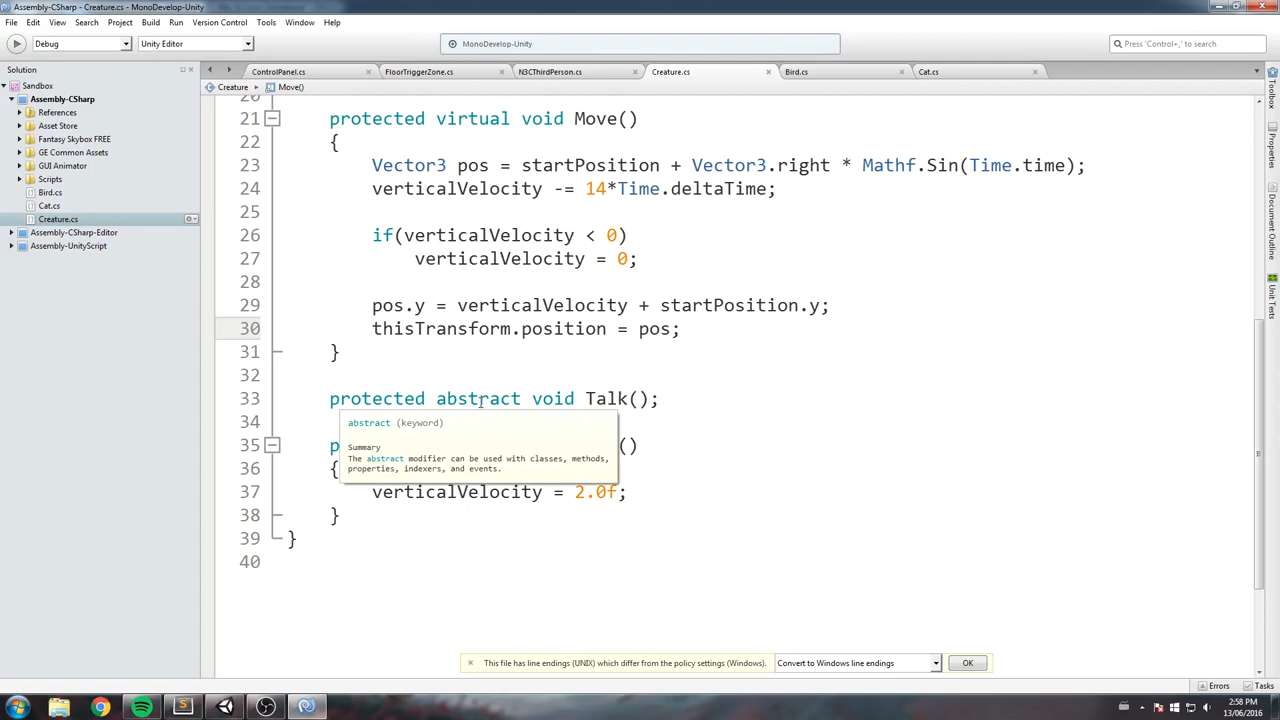 Assembly-CSharp - Creature.cs - MonoDevelop-Unity
File Edit View Search Project Build Run Version Control Tools Window Help
Debug Unity Editor MonoDevelop-Unity Press 'Control+,' to search
Solution
Sandbox
Assembly-CSharp
References
Asset Store
Fantasy Skybox FREE
GE Common Assets
GUI Animator
Scripts
Bird.cs
Cat.cs
Creature.cs
Assembly-CSharp-Editor
Assembly-UnityScript
ControlPanel.cs FloorTriggerZone.cs N3CThirdPerson.cs Creature.cs Bird.cs Cat.cs
Creature Move()
20
21 protected virtual void Move()
22 {
23 Vector3 pos = startPosition + Vector3.right * Mathf.Sin(Time.time);
24 verticalVelocity -= 14*Time.deltaTime;
25
26 if(verticalVelocity < 0)
27 verticalVelocity = 0;
28
29 pos.y = verticalVelocity + startPosition.y;
30 thisTransform.position = pos;
31 }
32
33 protected abstract void Talk();
34
35 p ()
36 {
37 verticalVelocity = 2.0f;
38 }
39 }
40
abstract (keyword)
Summary
The abstract modifier can be used with classes, methods,
properties, indexers, and events.
This file has line endings (UNIX) which differ from the policy settings (Windows). Convert to Windows line endings OK
Toolbox
Properties
Document Outline
Unit Tests
Errors Tasks
2:58 PM
13/06/2016